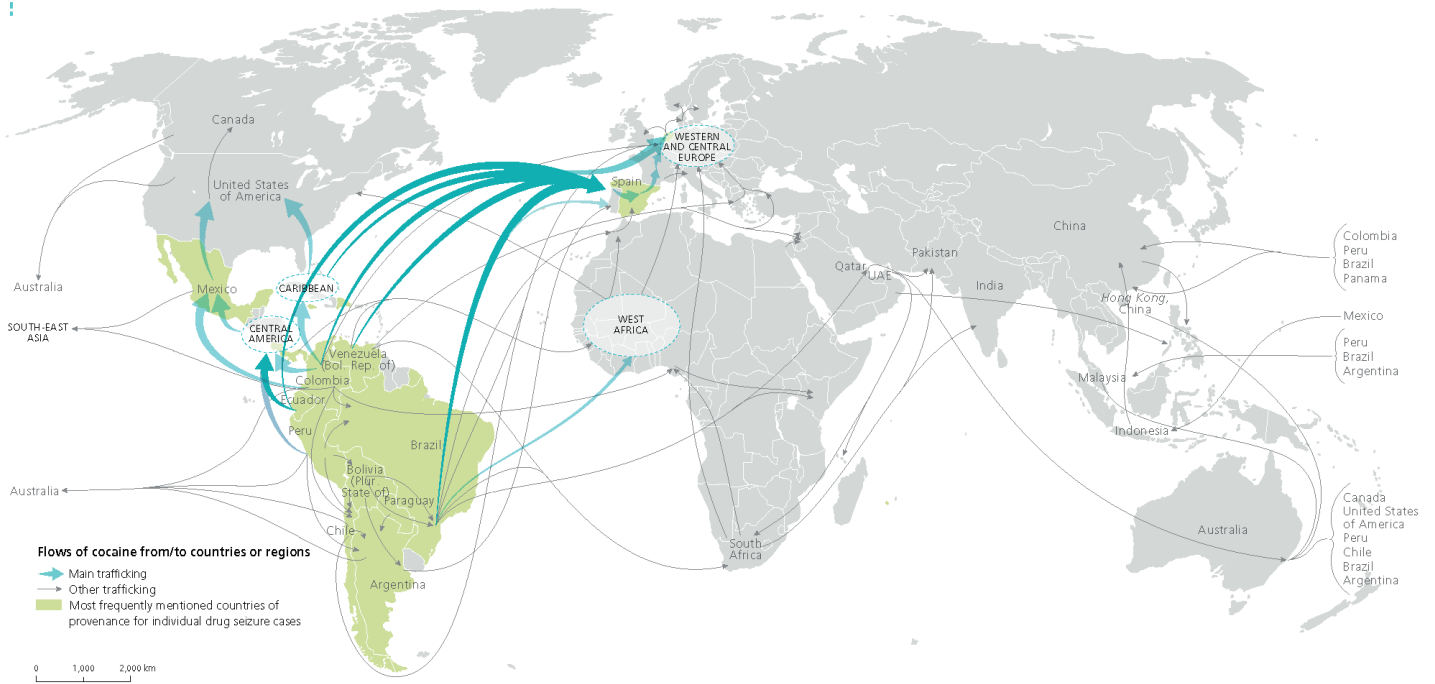 Canada
United States
of America
Australia
SOUTH-EAST
ASIA
Mexico
CARIBBEAN
CENTRAL
AMERICA
Venezuela
(Bol. Rep. of)
Colombia
Ecuador
Peru
Brazil
Bolivia
(Plur.
State of)
Paraguay
Chile
Argentina
Australia
WESTERN
AND CENTRAL
EUROPE
Spain
WEST
AFRICA
South
Africa
Qatar
UAE
Pakistan
India
China
Hong Kong,
China
Malaysia
Indonesia
Australia
Colombia
Peru
Brazil
Panama
Mexico
Peru
Brazil
Argentina
Canada
United States
of America
Peru
Chile
Brazil
Argentina
Flows of cocaine from/to countries or regions
Main trafficking
Other trafficking
Most frequently mentioned countries of
provenance for individual drug seizure cases
0 1,000 2,000 km